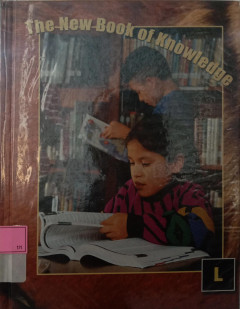 The New Book of Knowledge
L